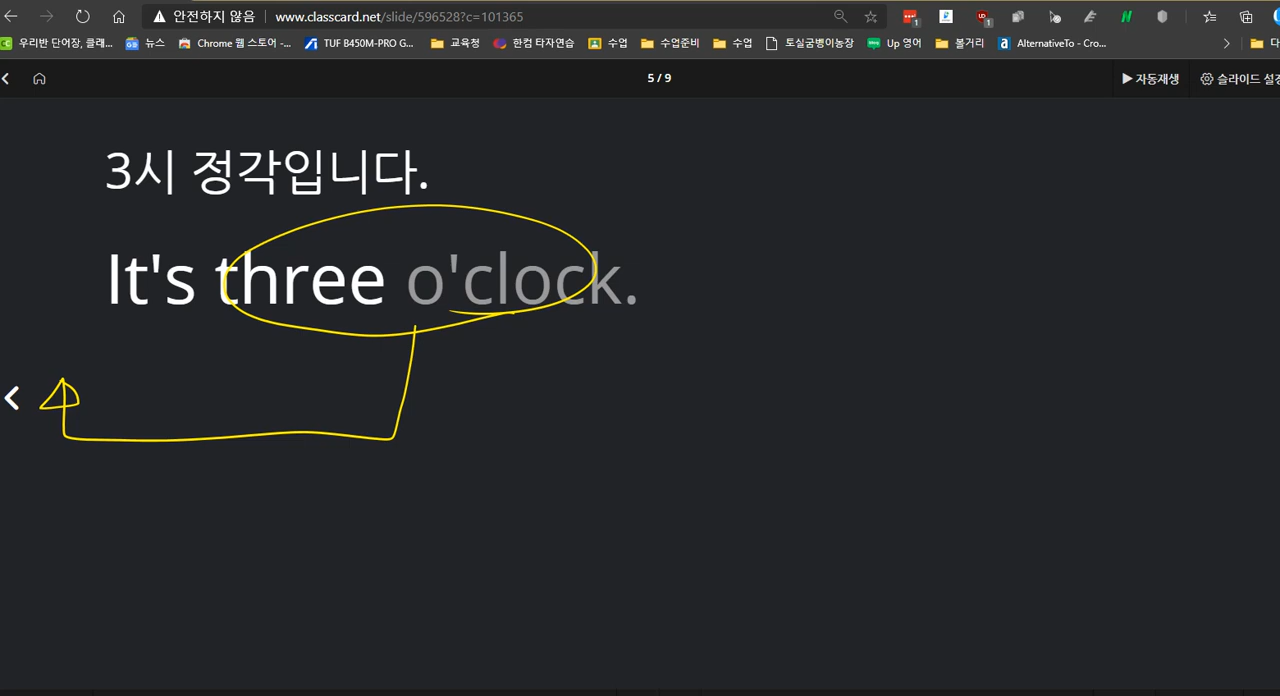 안전하지 않음 www.classcard.net/slide/596528?c=101365
우리반 단어장, 클래... 뉴스 Chrome 웹 스토어 -... TUF B450M-PRO G... 교육청 한컴 타자연습 수업 수업준비 수업 토실굼벵이농장 Up 영어 볼거리 AlternativeTo - Cro...
5 / 9 자동재생 슬라이드 설정
3시 정각입니다.
It's three o'clock.